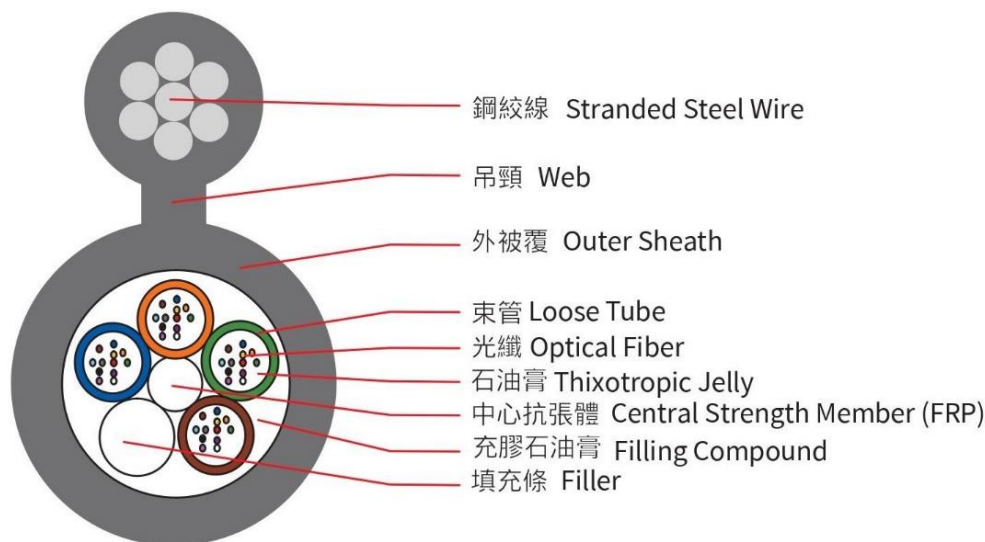 鋼絞線 Stranded Steel Wire
吊頸 Web
外被覆 Outer Sheath
束管 Loose Tube
光纖 Optical Fiber
石油膏 Thixotropic Jelly
中心抗張體 Central Strength Member (FRP)
充膠石油膏 Filling Compound
填充條 Filler